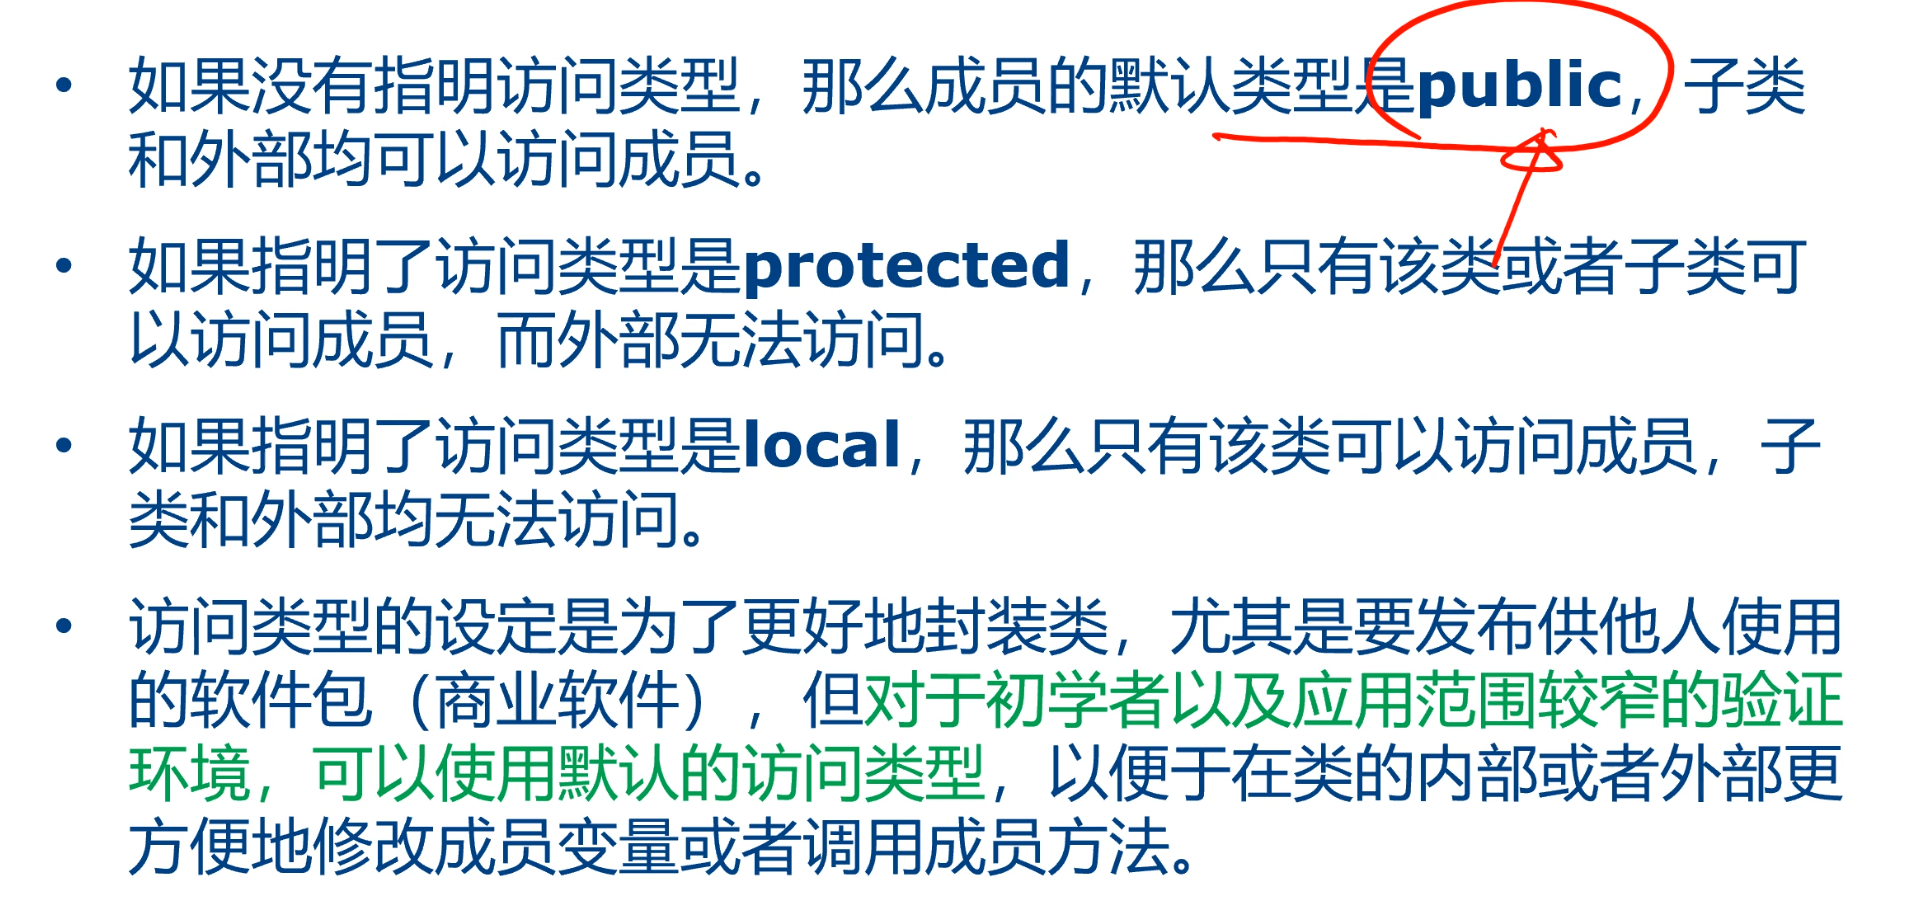 • 如果没有指明访问类型，那么成员的默认类型是public，子类
和外部均可以访问成员。
• 如果指明了访问类型是protected，那么只有该类或者子类可
以访问成员，而外部无法访问。
• 如果指明了访问类型是local，那么只有该类可以访问成员，子
类和外部均无法访问。
• 访问类型的设定是为了更好地封装类，尤其是要发布供他人使用
的软件包（商业软件），但对于初学者以及应用范围较窄的验证
环境，可以使用默认的访问类型，以便于在类的内部或者外部更
方便地修改成员变量或者调用成员方法。